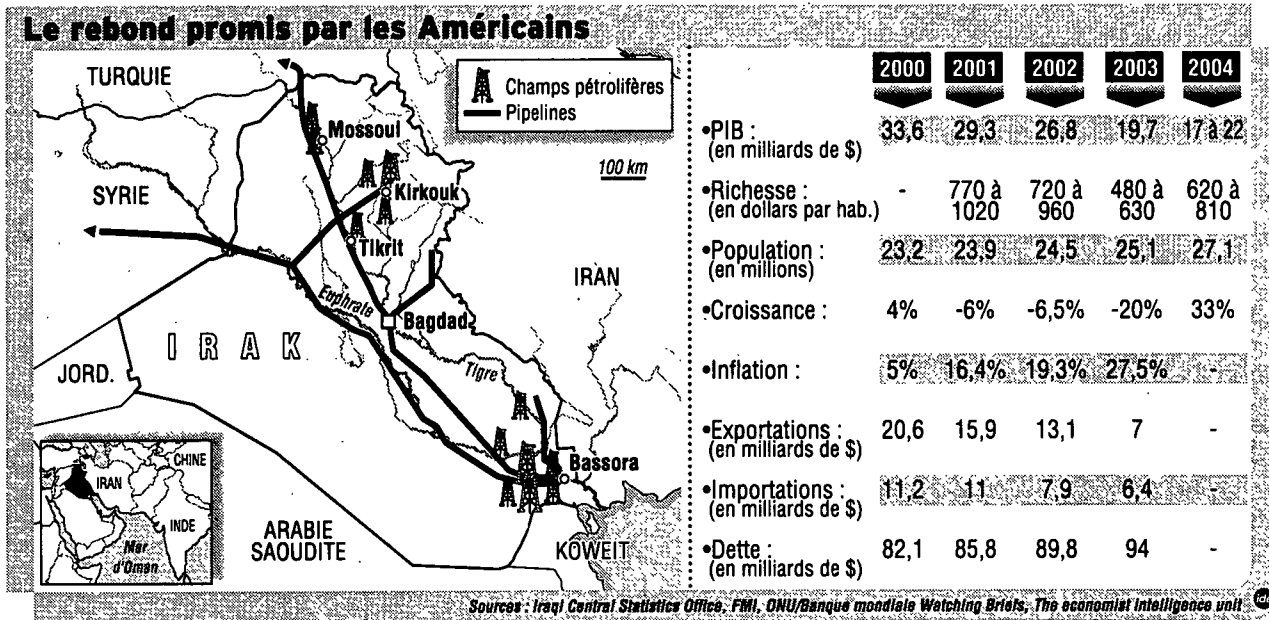 Le rebond promis par les Américains
TURQUIE
Champs pétrolifères
Pipelines
Mossoul
100 km
SYRIE
Kirkouk
Tikrit
IRAN
Euphrate
Bagdad
I R A K
JORD.
Tigre
Bassora
CHINE
IRAN
INDE
Mer
d'Oman
ARABIE
SAOUDITE
KOWEIT
2000 2001 2002 2003 2004
•PIB : 33,6 29,3 26,8 19,7 17 à 22
(en milliards de $)
•Richesse : - 770 à 720 à 480 à 620 à
(en dollars par hab.) 1020 960 630 810
•Population : 23,2 23,9 24,5 25,1 27,1
(en millions)
•Croissance : 4% -6% -6,5% -20% 33%
•Inflation : 5% 16,4% 19,3% 27,5% -
•Exportations : 20,6 15,9 13,1 7 -
(en milliards de $)
•Importations : 11,2 11 7,9 6,4 -
(en milliards de $)
•Dette : 82,1 85,8 89,8 94 -
(en milliards de $)
Sources : Iraqi Central Statistics Office, FMI, ONU/Banque mondiale Watching Briefs, The economist intelligence unit
ide